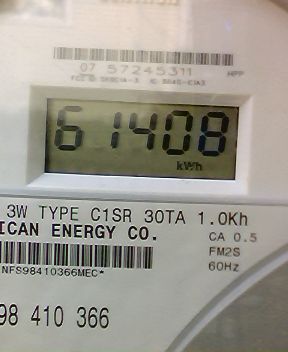 07 57245311 HPP
61408
kWh
3W TYPE C1SR 30TA 1.0Kh
ICAN ENERGY CO.
CA 0.5
FM2S
60Hz
NFS98410366MEC*
98 410 366